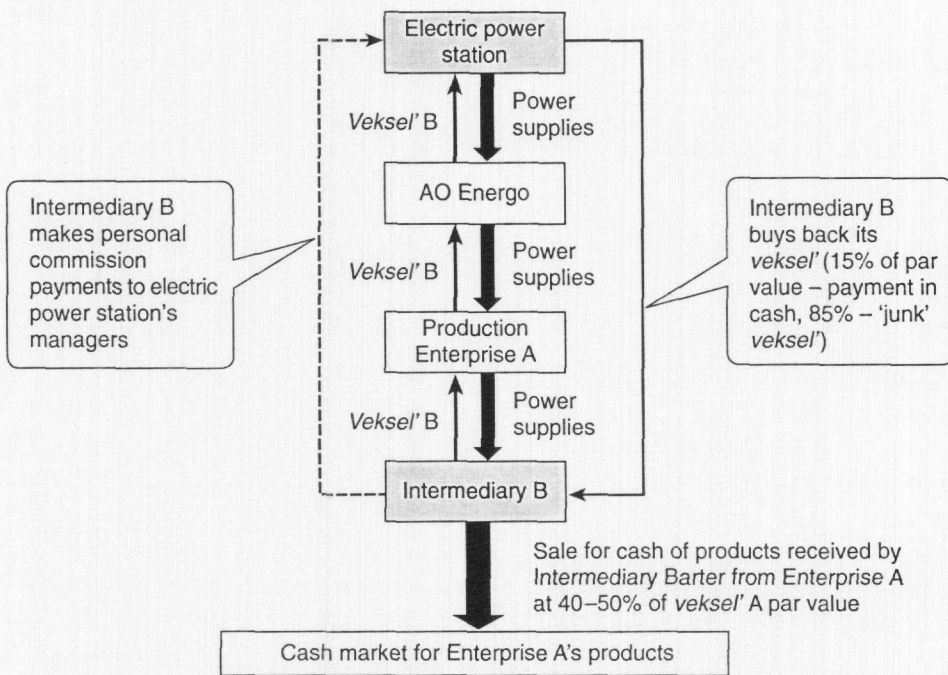 Electric power
station
Veksel’ B
Power
supplies
AO Energo
Intermediary B
makes personal
commission
payments to electric
power station’s
managers
Veksel’ B
Power
supplies
Intermediary B
buys back its
veksel’ (15% of par
value – payment in
cash, 85% – ‘junk’
veksel’)
Production
Enterprise A
Veksel’ B
Power
supplies
Intermediary B
Sale for cash of products received by
Intermediary Barter from Enterprise A
at 40–50% of veksel’ A par value
Cash market for Enterprise A’s products